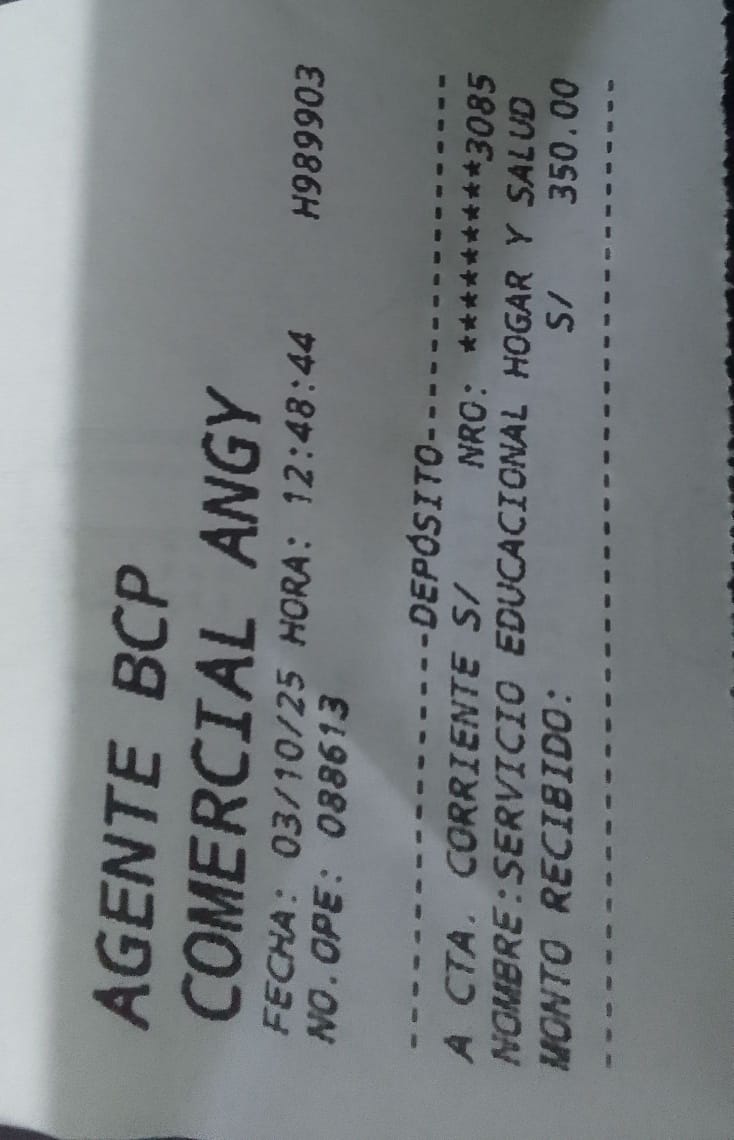 AGENTE BCP
COMERCIAL ANGY
FECHA: 03/10/25 HORA: 12:48:44 H989903
NO.OPE: 088613
----------------DEPÓSITO----------------
A CTA. CORRIENTE S/ NRO: *********3085
NOMBRE:SERVICIO EDUCACIONAL HOGAR Y SALUD
MONTO RECIBIDO: S/ 350.00
----------------------------------------